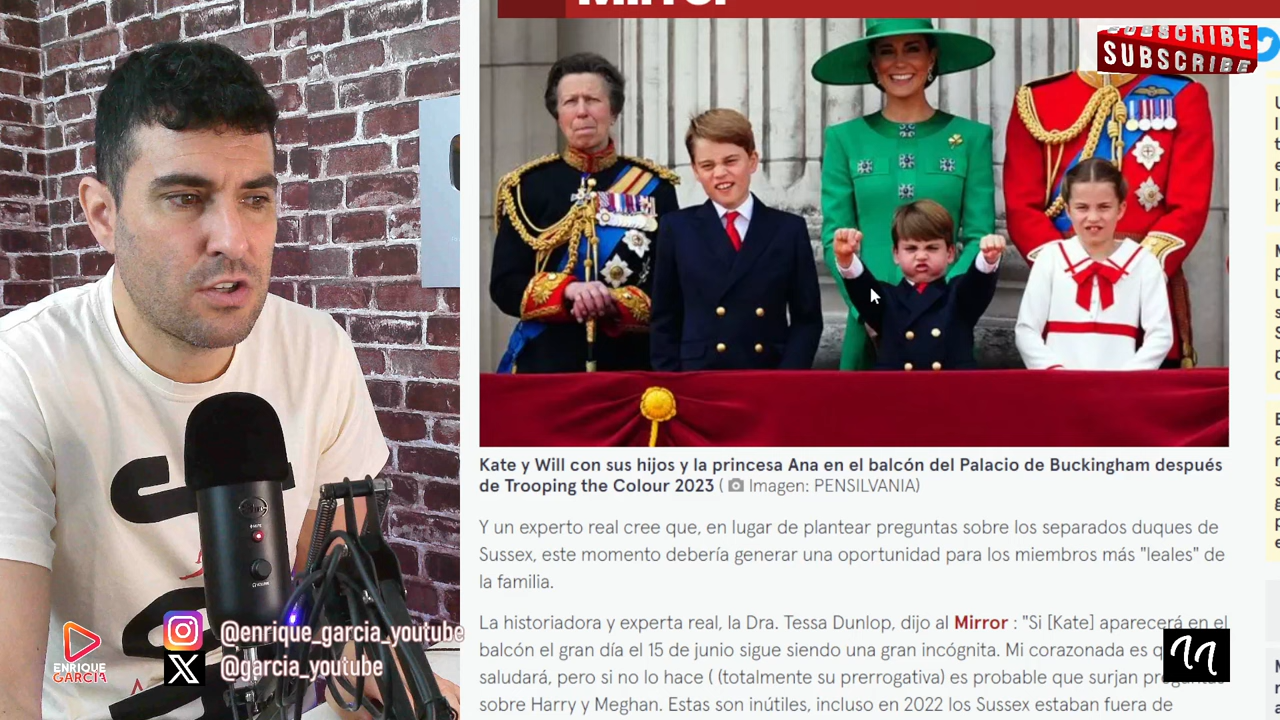 Mirror
SUBSCRIBE
SUBSCRIBE
Kate y Will con sus hijos y la princesa Ana en el balcón del Palacio de Buckingham después
de Trooping the Colour 2023 ( Imagen: PENSILVANIA)
Y un experto real cree que, en lugar de plantear preguntas sobre los separados duques de
Sussex, este momento debería generar una oportunidad para los miembros más "leales" de
la familia.
La historiadora y experta real, la Dra. Tessa Dunlop, dijo al Mirror : "Si [Kate] aparecerá en el
balcón el gran día el 15 de junio sigue siendo una gran incógnita. Mi corazonada es
saludará, pero si no lo hace ( (totalmente su prerrogativa) es probable que surjan preguntas
sobre Harry y Meghan. Estas son inútiles, incluso en 2022 los Sussex estaban fuera de
@enrique_garcia_youtube
@garcia_youtube
ENRIQUE
GARCIA